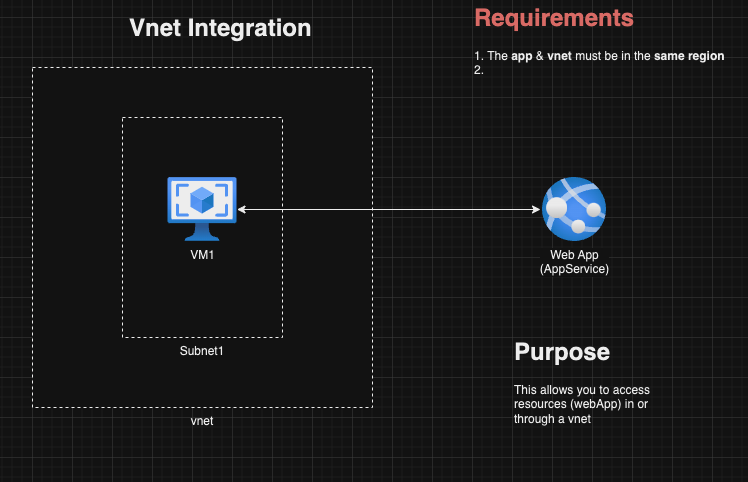 Vnet Integration
Requirements
1. The app & vnet must be in the same region
2.
VM1
Subnet1
vnet
Web App
(AppService)
Purpose
This allows you to access
resources (webApp) in or
through a vnet